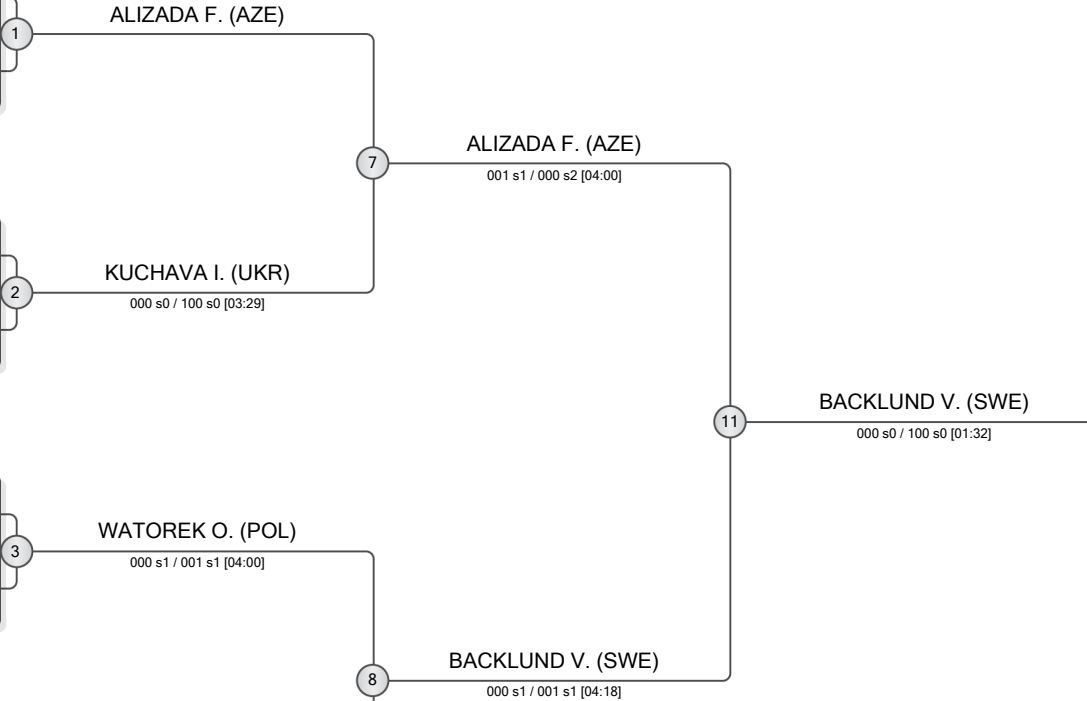 ALIZADA F. (AZE)
1
ALIZADA F. (AZE)
7
001 s1 / 000 s2 [04:00]
KUCHAVA I. (UKR)
2
000 s0 / 100 s0 [03:29]
BACKLUND V. (SWE)
11
000 s0 / 100 s0 [01:32]
WATOREK O. (POL)
3
000 s1 / 001 s1 [04:00]
BACKLUND V. (SWE)
8
000 s1 / 001 s1 [04:18]